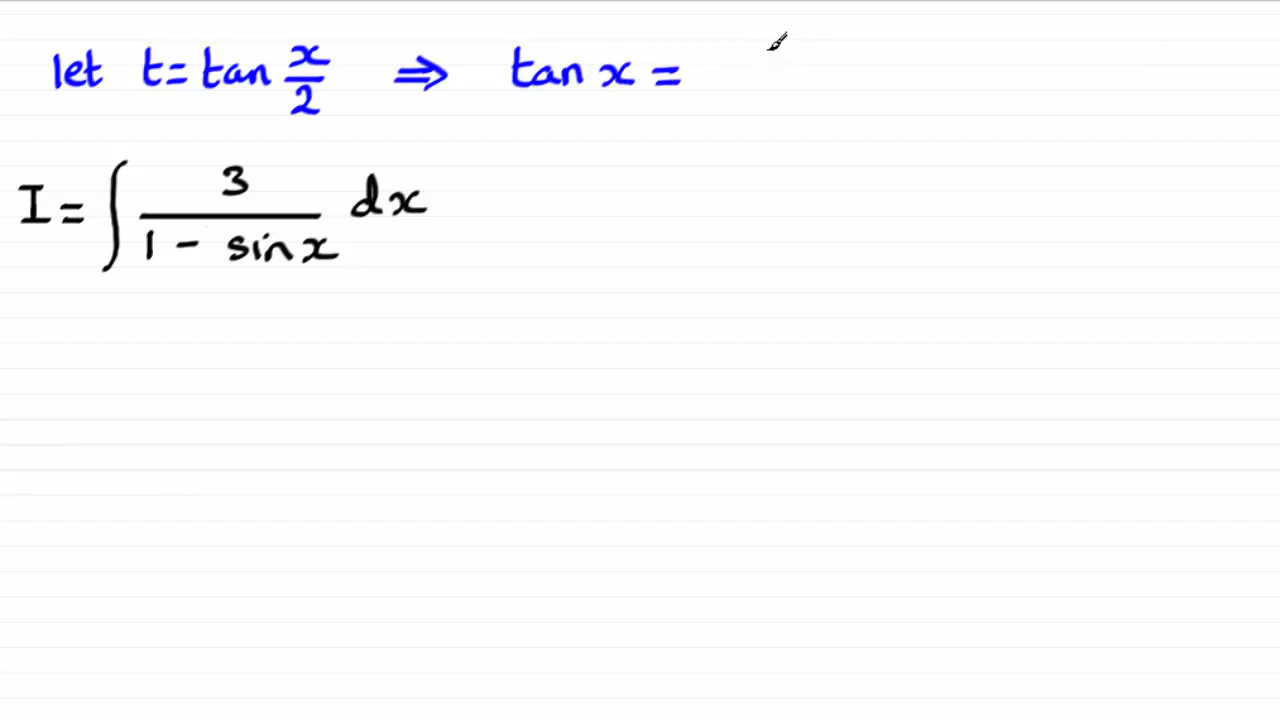 let t = tan x/2 ⇒ tan x =
I = ∫ 3/(1 - sin x) dx